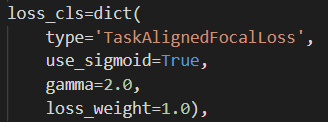 loss_cls=dict(
    type='TaskAlignedFocalLoss',
    use_sigmoid=True,
    gamma=2.0,
    loss_weight=1.0),